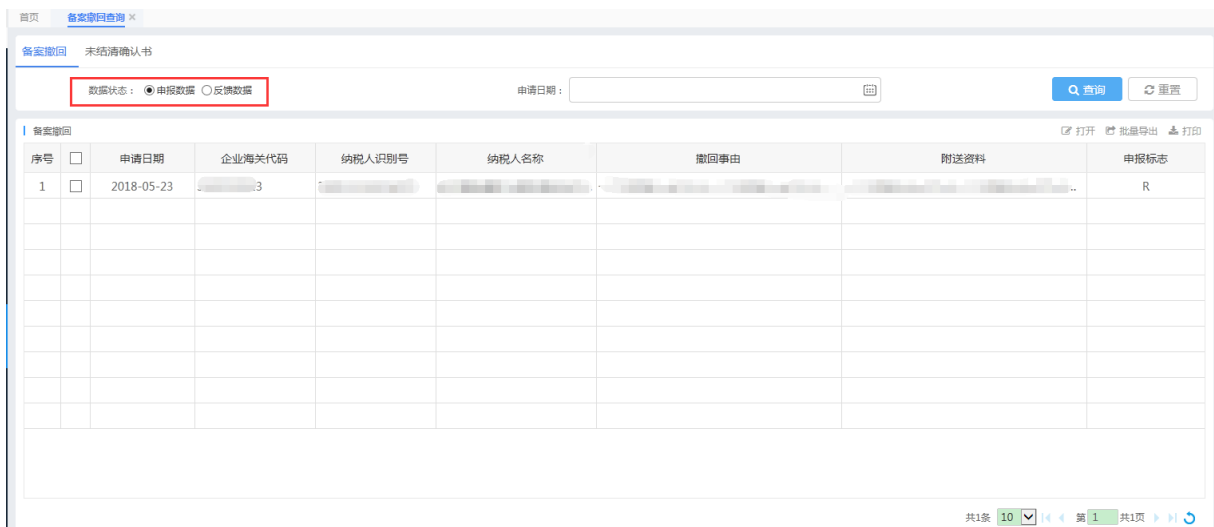 首页 备案撤回查询 ×
备案撤回 未结清确认书
数据状态： 申报数据 反馈数据 申请日期： 查询 重置
备案撤回 打开 批量导出 打印
序号 申请日期 企业海关代码 纳税人识别号 纳税人名称 撤回事由 附送资料 申报标志
1 2018-05-23 3 .. R
共1条 10 第 1 共1页